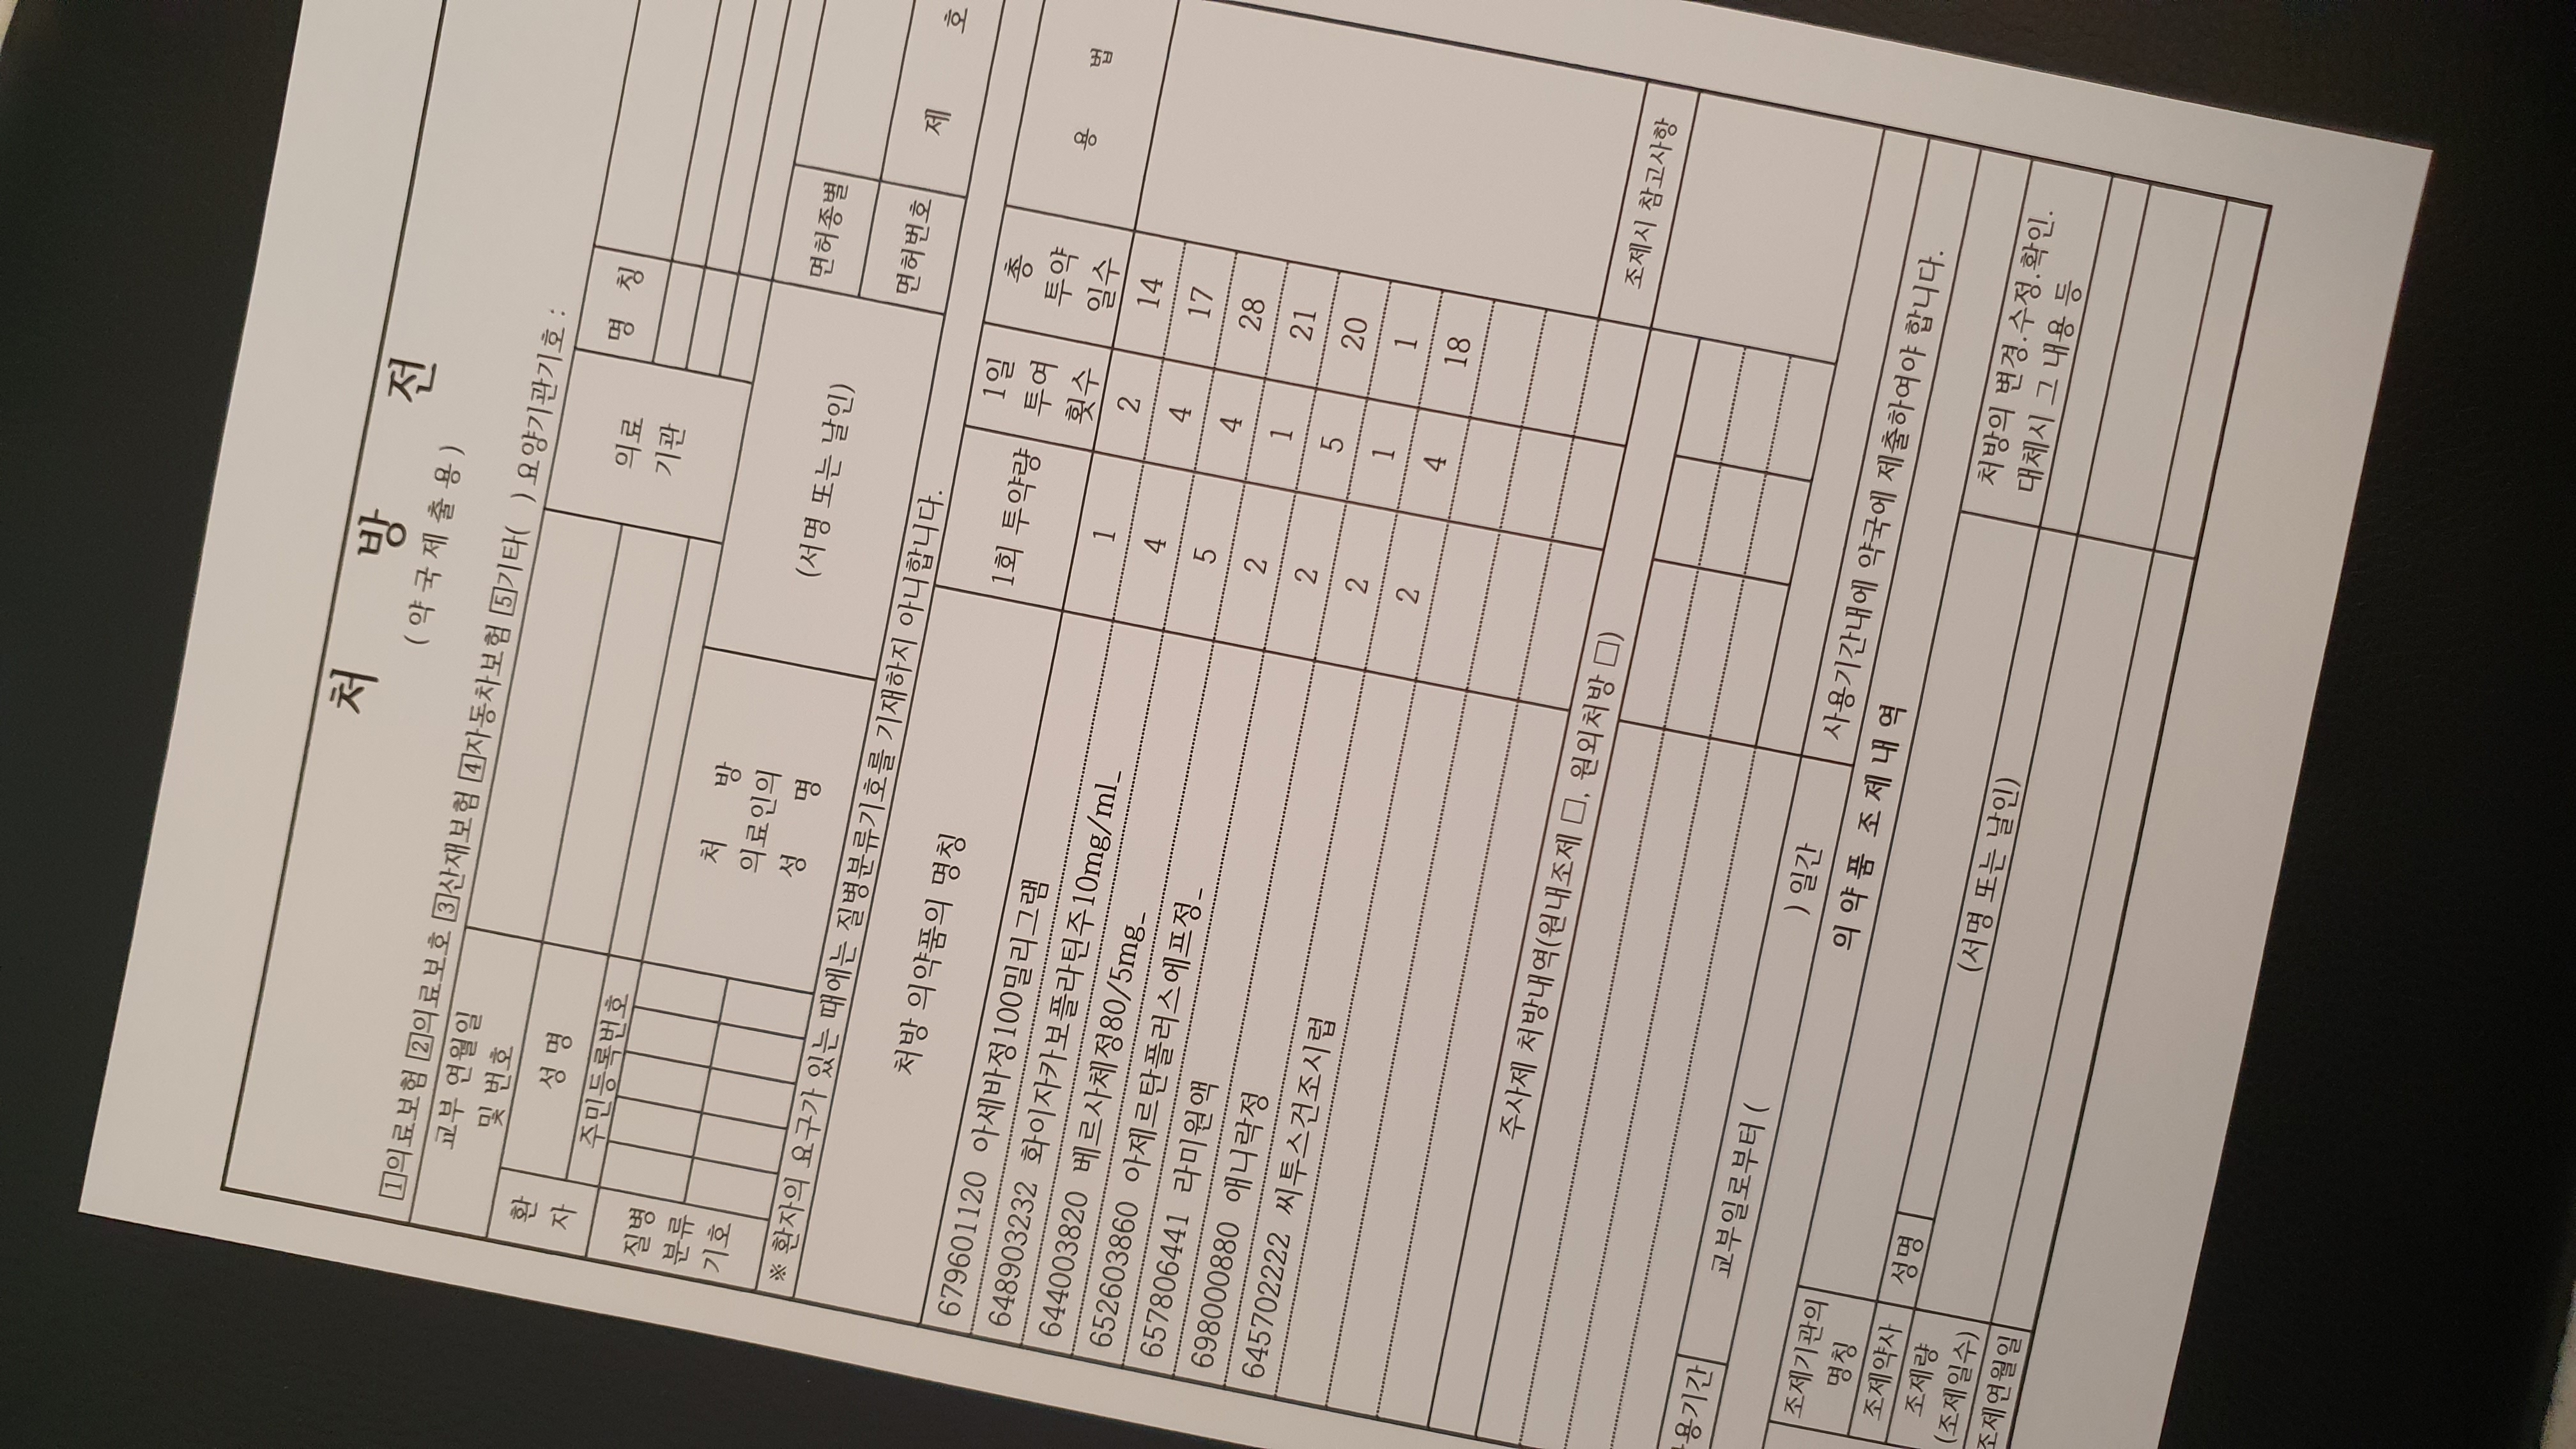 처 방 전
( 약 국 제 출 용 )
1의료보험 2의료보호 3산재보험 4자동차보험 5기타( ) 요양기관기호 :
교부 연월일
및 번호
환
자
성 명
주민등록번호
의료
기관
명 칭
질병
분류
기호
처 방
의료인의
성 명
(서명 또는 날인)
면허종별
면허번호
제 호
※ 환자의 요구가 있는 때에는 질병분류기호를 기재하지 아니합니다.
처방 의약품의 명칭
1회 투약량
1일
투여
횟수
총
투약
일수
용 법
679601120 아세바정100밀리그램 1 2 14
648903232 화이자카보플라틴주10mg/ml_ 4 4 17
644003820 베르사체정80/5mg_ 5 4 28
652603860 아제르탄플러스에프정_ 2 1 21
657806441 라미원액 2 5 20
698000880 애니락정 2 1 1
645702222 씨투스건조시럽 2 4 18
주사제 처방내역(원내조제 □, 원외처방 □)
조제시 참고사항
용기간
교부일로부터 ( ) 일간
사용기간내에 약국에 제출하여야 합니다.
의 약 품 조 제 내 역
조제기관의
명칭
조제약사
성명
(서명 또는 날인)
조제량
(조제일수)
조제연월일
처방의 변경.수정.확인.
대체시 그 내용 등